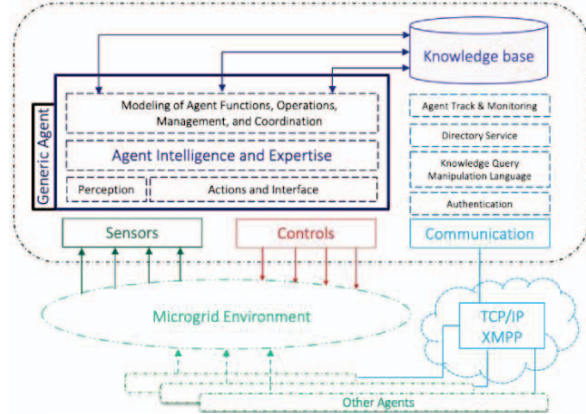 Knowledge base
Generic Agent
Modeling of Agent Functions, Operations,
Management, and Coordination
Agent Intelligence and Expertise
Perception
Actions and Interface
Agent Track & Monitoring
Directory Service
Knowledge Query
Manipulation Language
Authentication
Sensors
Controls
Communication
Microgrid Environment
TCP/IP
XMPP
Other Agents